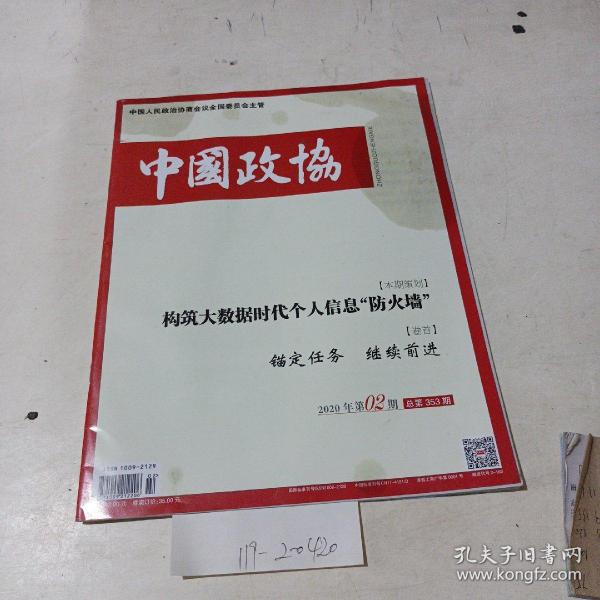 中国人民政治协商会议全国委员会主管
中國政協
ZHONGGUOZHENGXIE
【本期策划】
构筑大数据时代个人信息“防火墙”
【卷首】
锚定任务 继续前进
2020年第02期 总第353期
ISSN 1009-2129
02
119-20420
孔夫子旧书网
www.kongfz.com